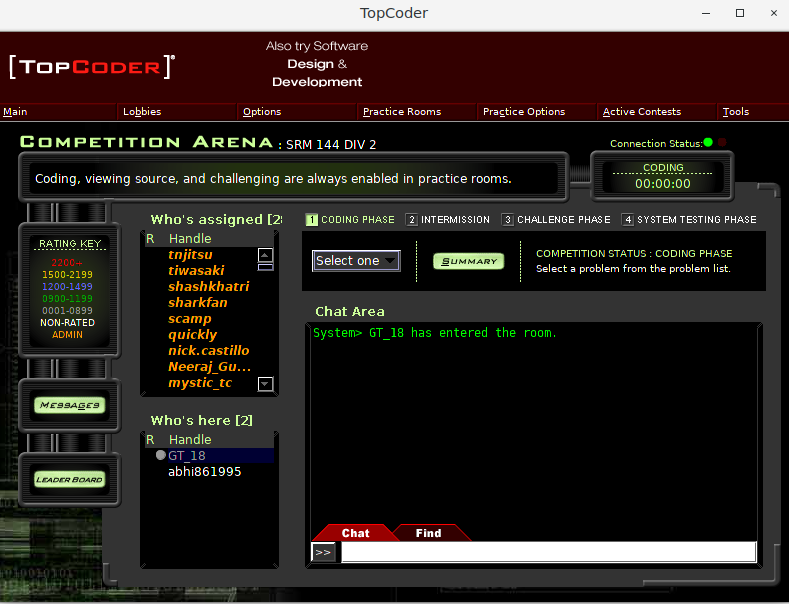 TopCoder
[TOPCODER]®
Also try Software
Design &
Development
Main
Lobbies
Options
Practice Rooms
Practice Options
Active Contests
Tools
COMPETITION ARENA : SRM 144 DIV 2
Connection Status:
Coding, viewing source, and challenging are always enabled in practice rooms.
CODING
00:00:00
RATING KEY
2200+
1500-2199
1200-1499
0900-1199
0001-0899
NON-RATED
ADMIN
MESSAGES
LEADER BOARD
Who's assigned [2
R Handle
tnjitsu
tiwasaki
shashkhatri
sharkfan
scamp
quickly
nick.castillo
Neeraj_Gu...
mystic_tc
Who's here [2]
R Handle
GT_18
abhi861995
1 CODING PHASE 2 INTERMISSION 3 CHALLENGE PHASE 4 SYSTEM TESTING PHASE
Select one
SUMMARY
COMPETITION STATUS : CODING PHASE
Select a problem from the problem list.
Chat Area
System> GT_18 has entered the room.
Chat
Find
>>